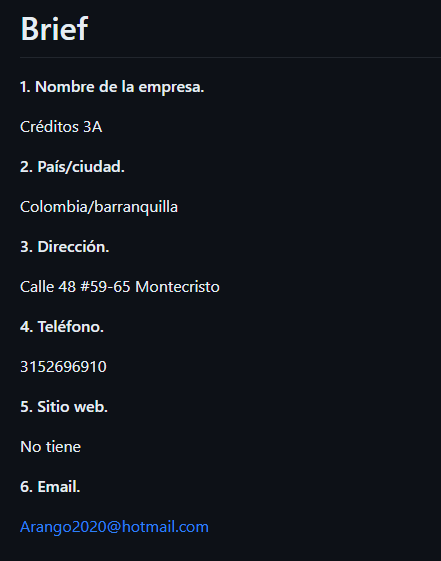 Brief
1. Nombre de la empresa.
Créditos 3A
2. País/ciudad.
Colombia/barranquilla
3. Dirección.
Calle 48 #59-65 Montecristo
4. Teléfono.
3152696910
5. Sitio web.
No tiene
6. Email.
Arango2020@hotmail.com